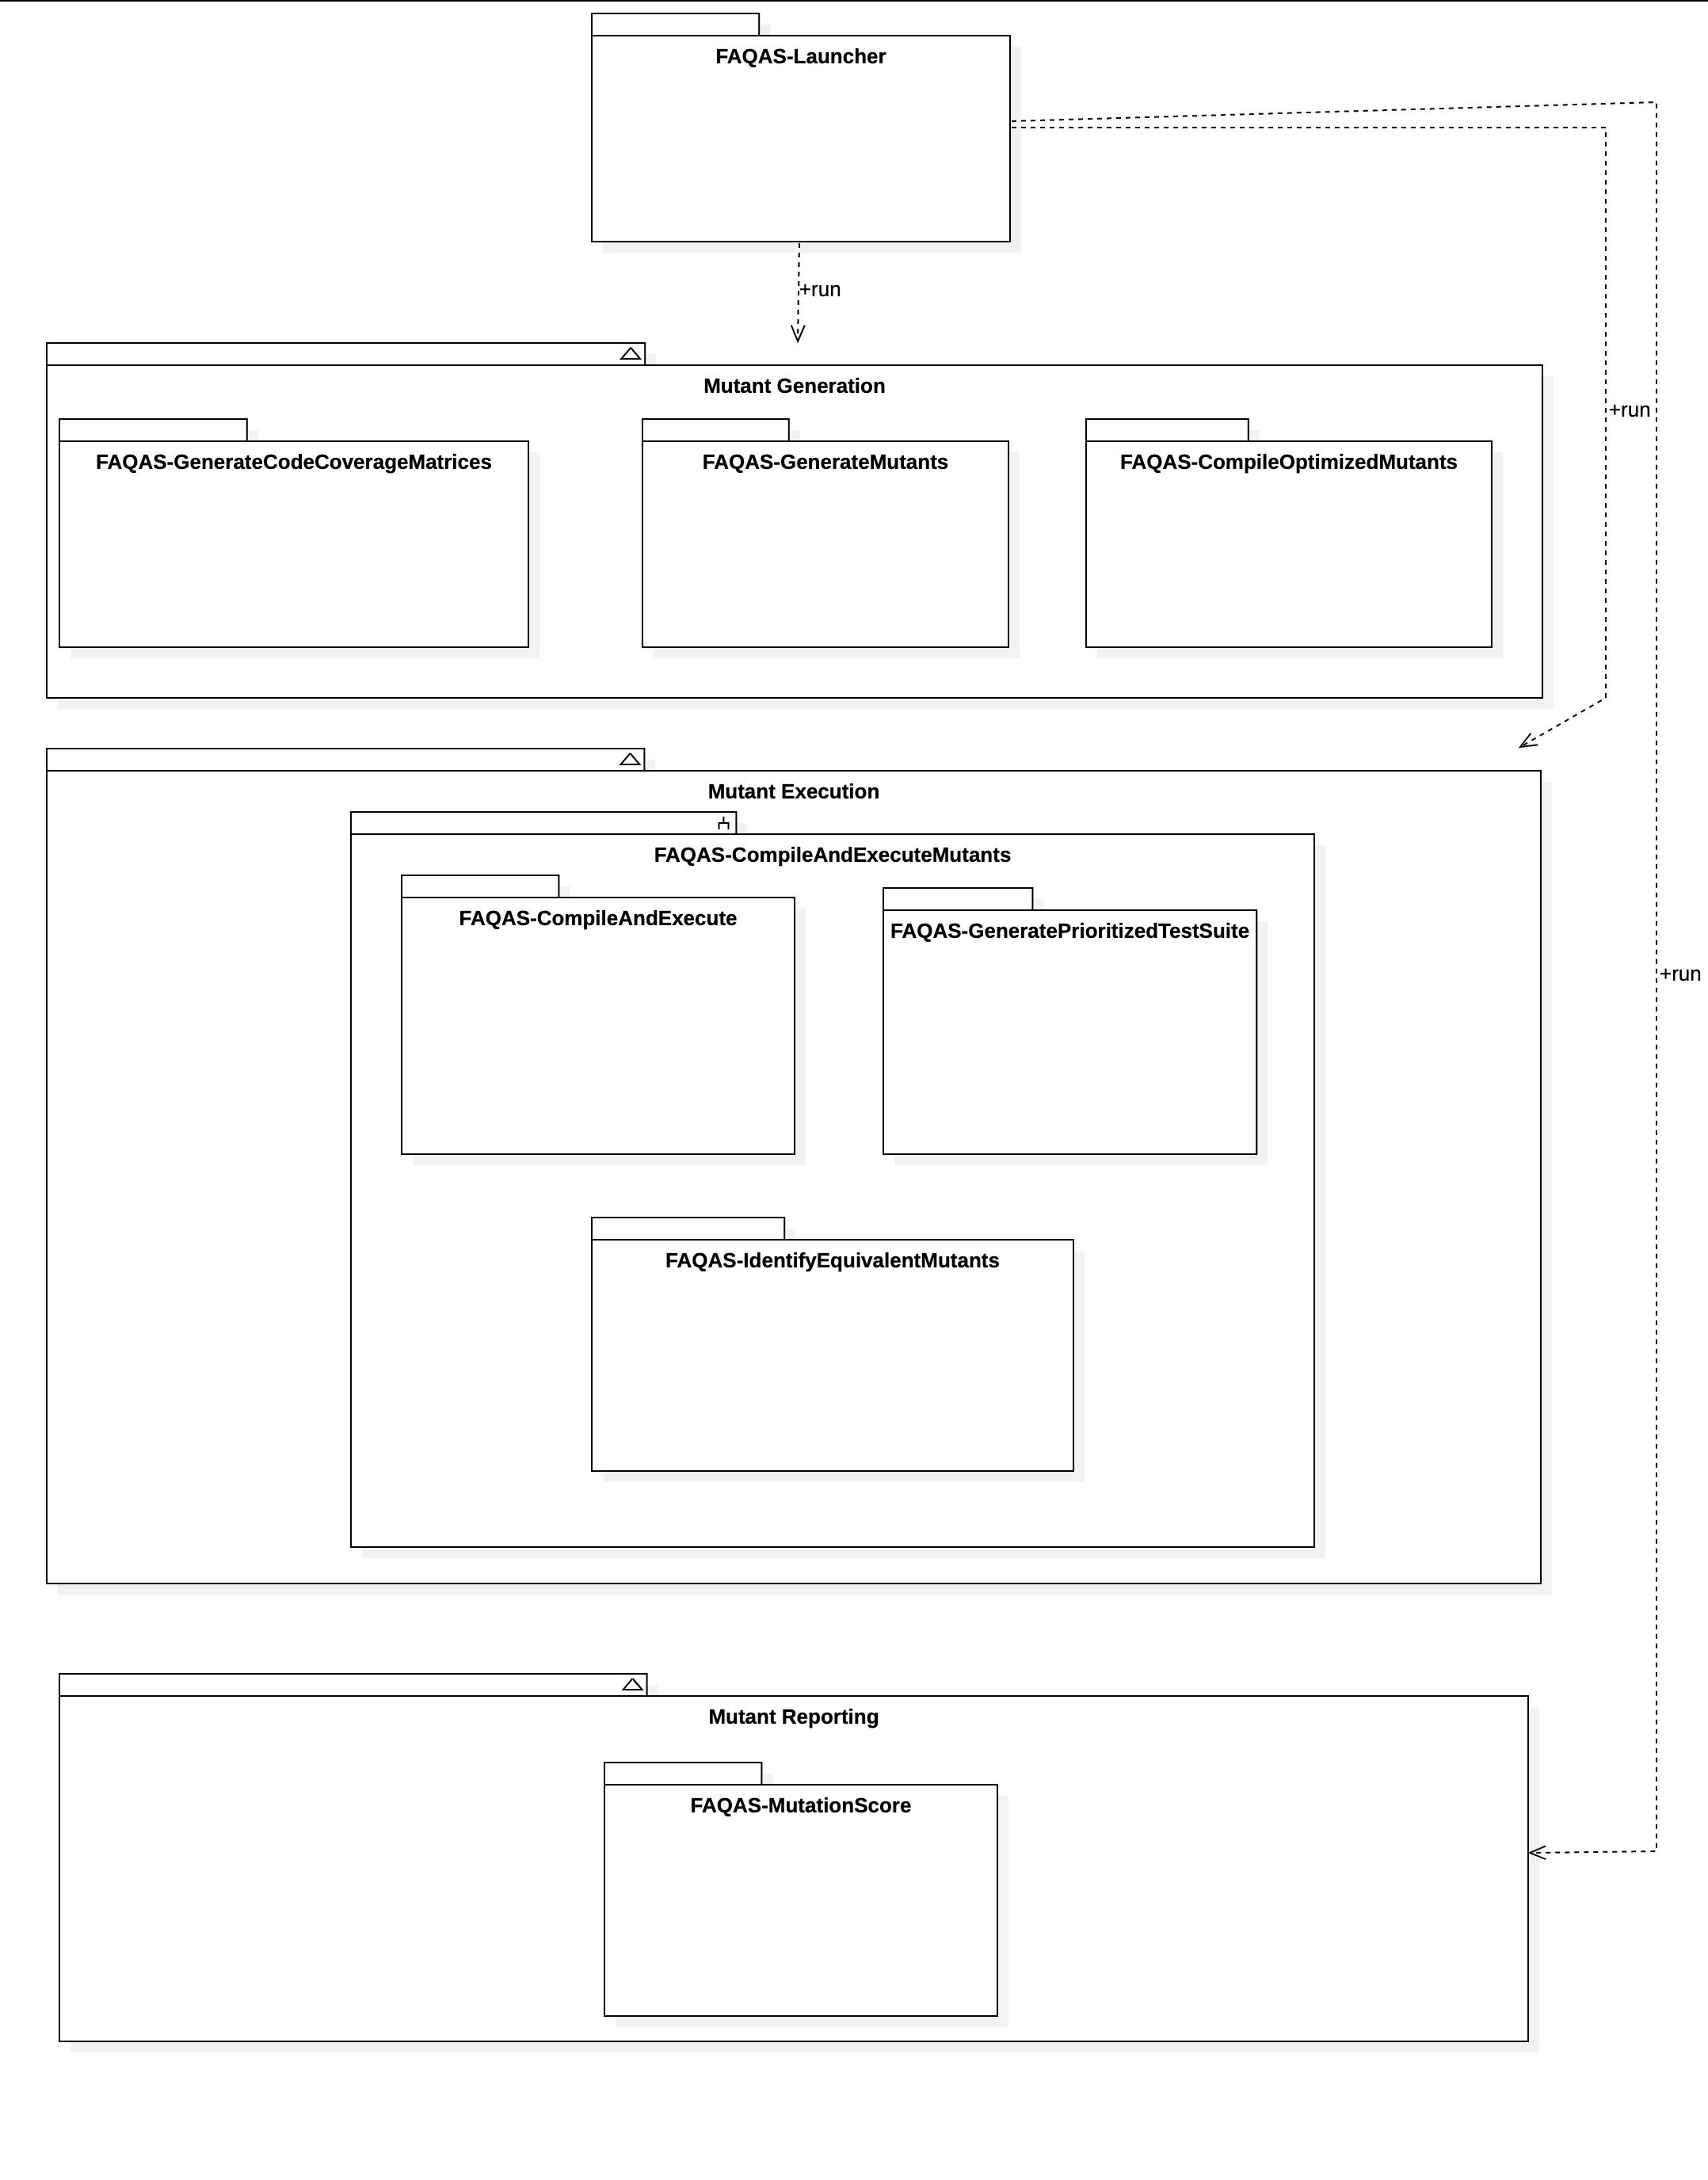 FAQAS-Launcher
+run
Mutant Generation
+run
FAQAS-GenerateCodeCoverageMatrices
FAQAS-GenerateMutants
FAQAS-CompileOptimizedMutants
Mutant Execution
FAQAS-CompileAndExecuteMutants
FAQAS-CompileAndExecute
FAQAS-GeneratePrioritizedTestSuite
+run
FAQAS-IdentifyEquivalentMutants
Mutant Reporting
FAQAS-MutationScore